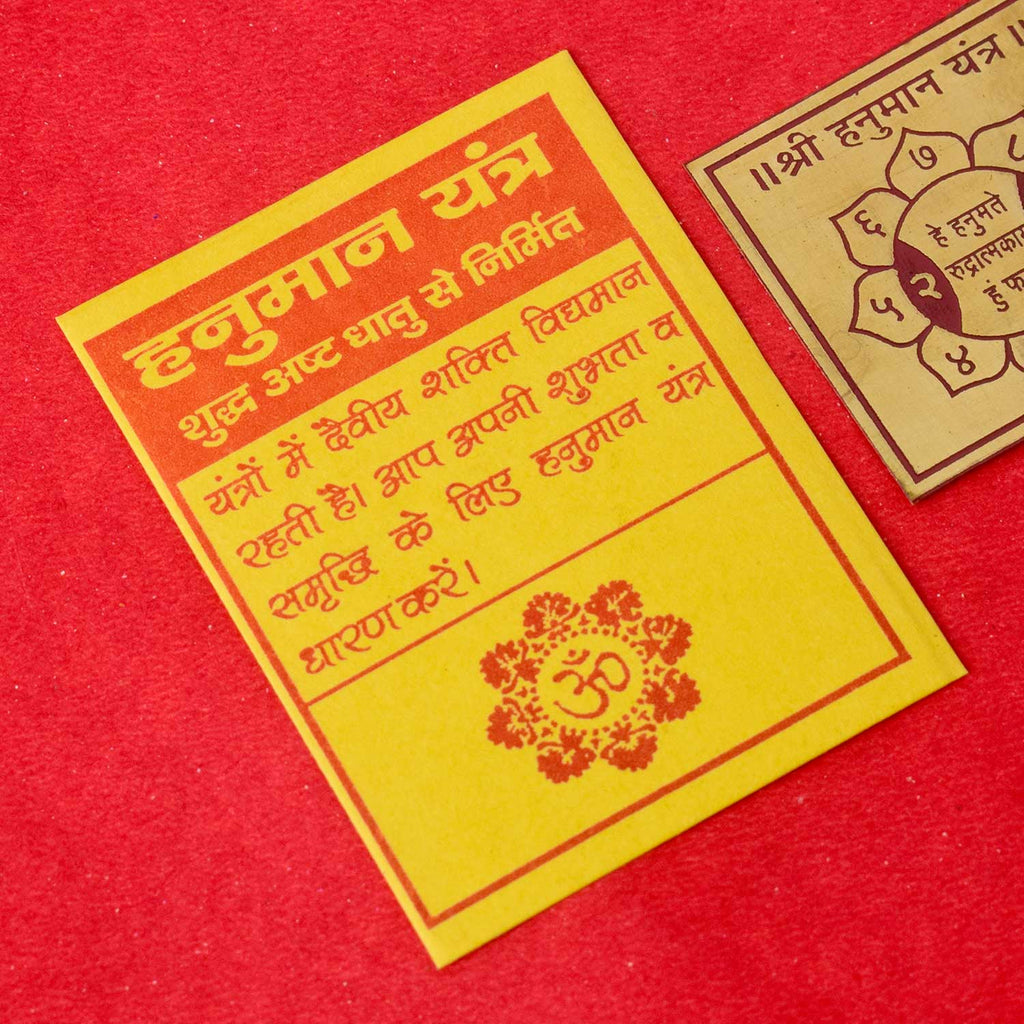 हनुमान यंत्र
शुद्ध अष्ट धातु से निर्मित
यंत्रों में दैवीय शक्ति विद्यमान
रहती है। आप अपनी शुभता व
समृद्धि के लिए हनुमान यंत्र
धारण करें।
ॐ
॥श्री हनुमान यंत्र॥
७
८
६
हे हनुमते
५
२
४